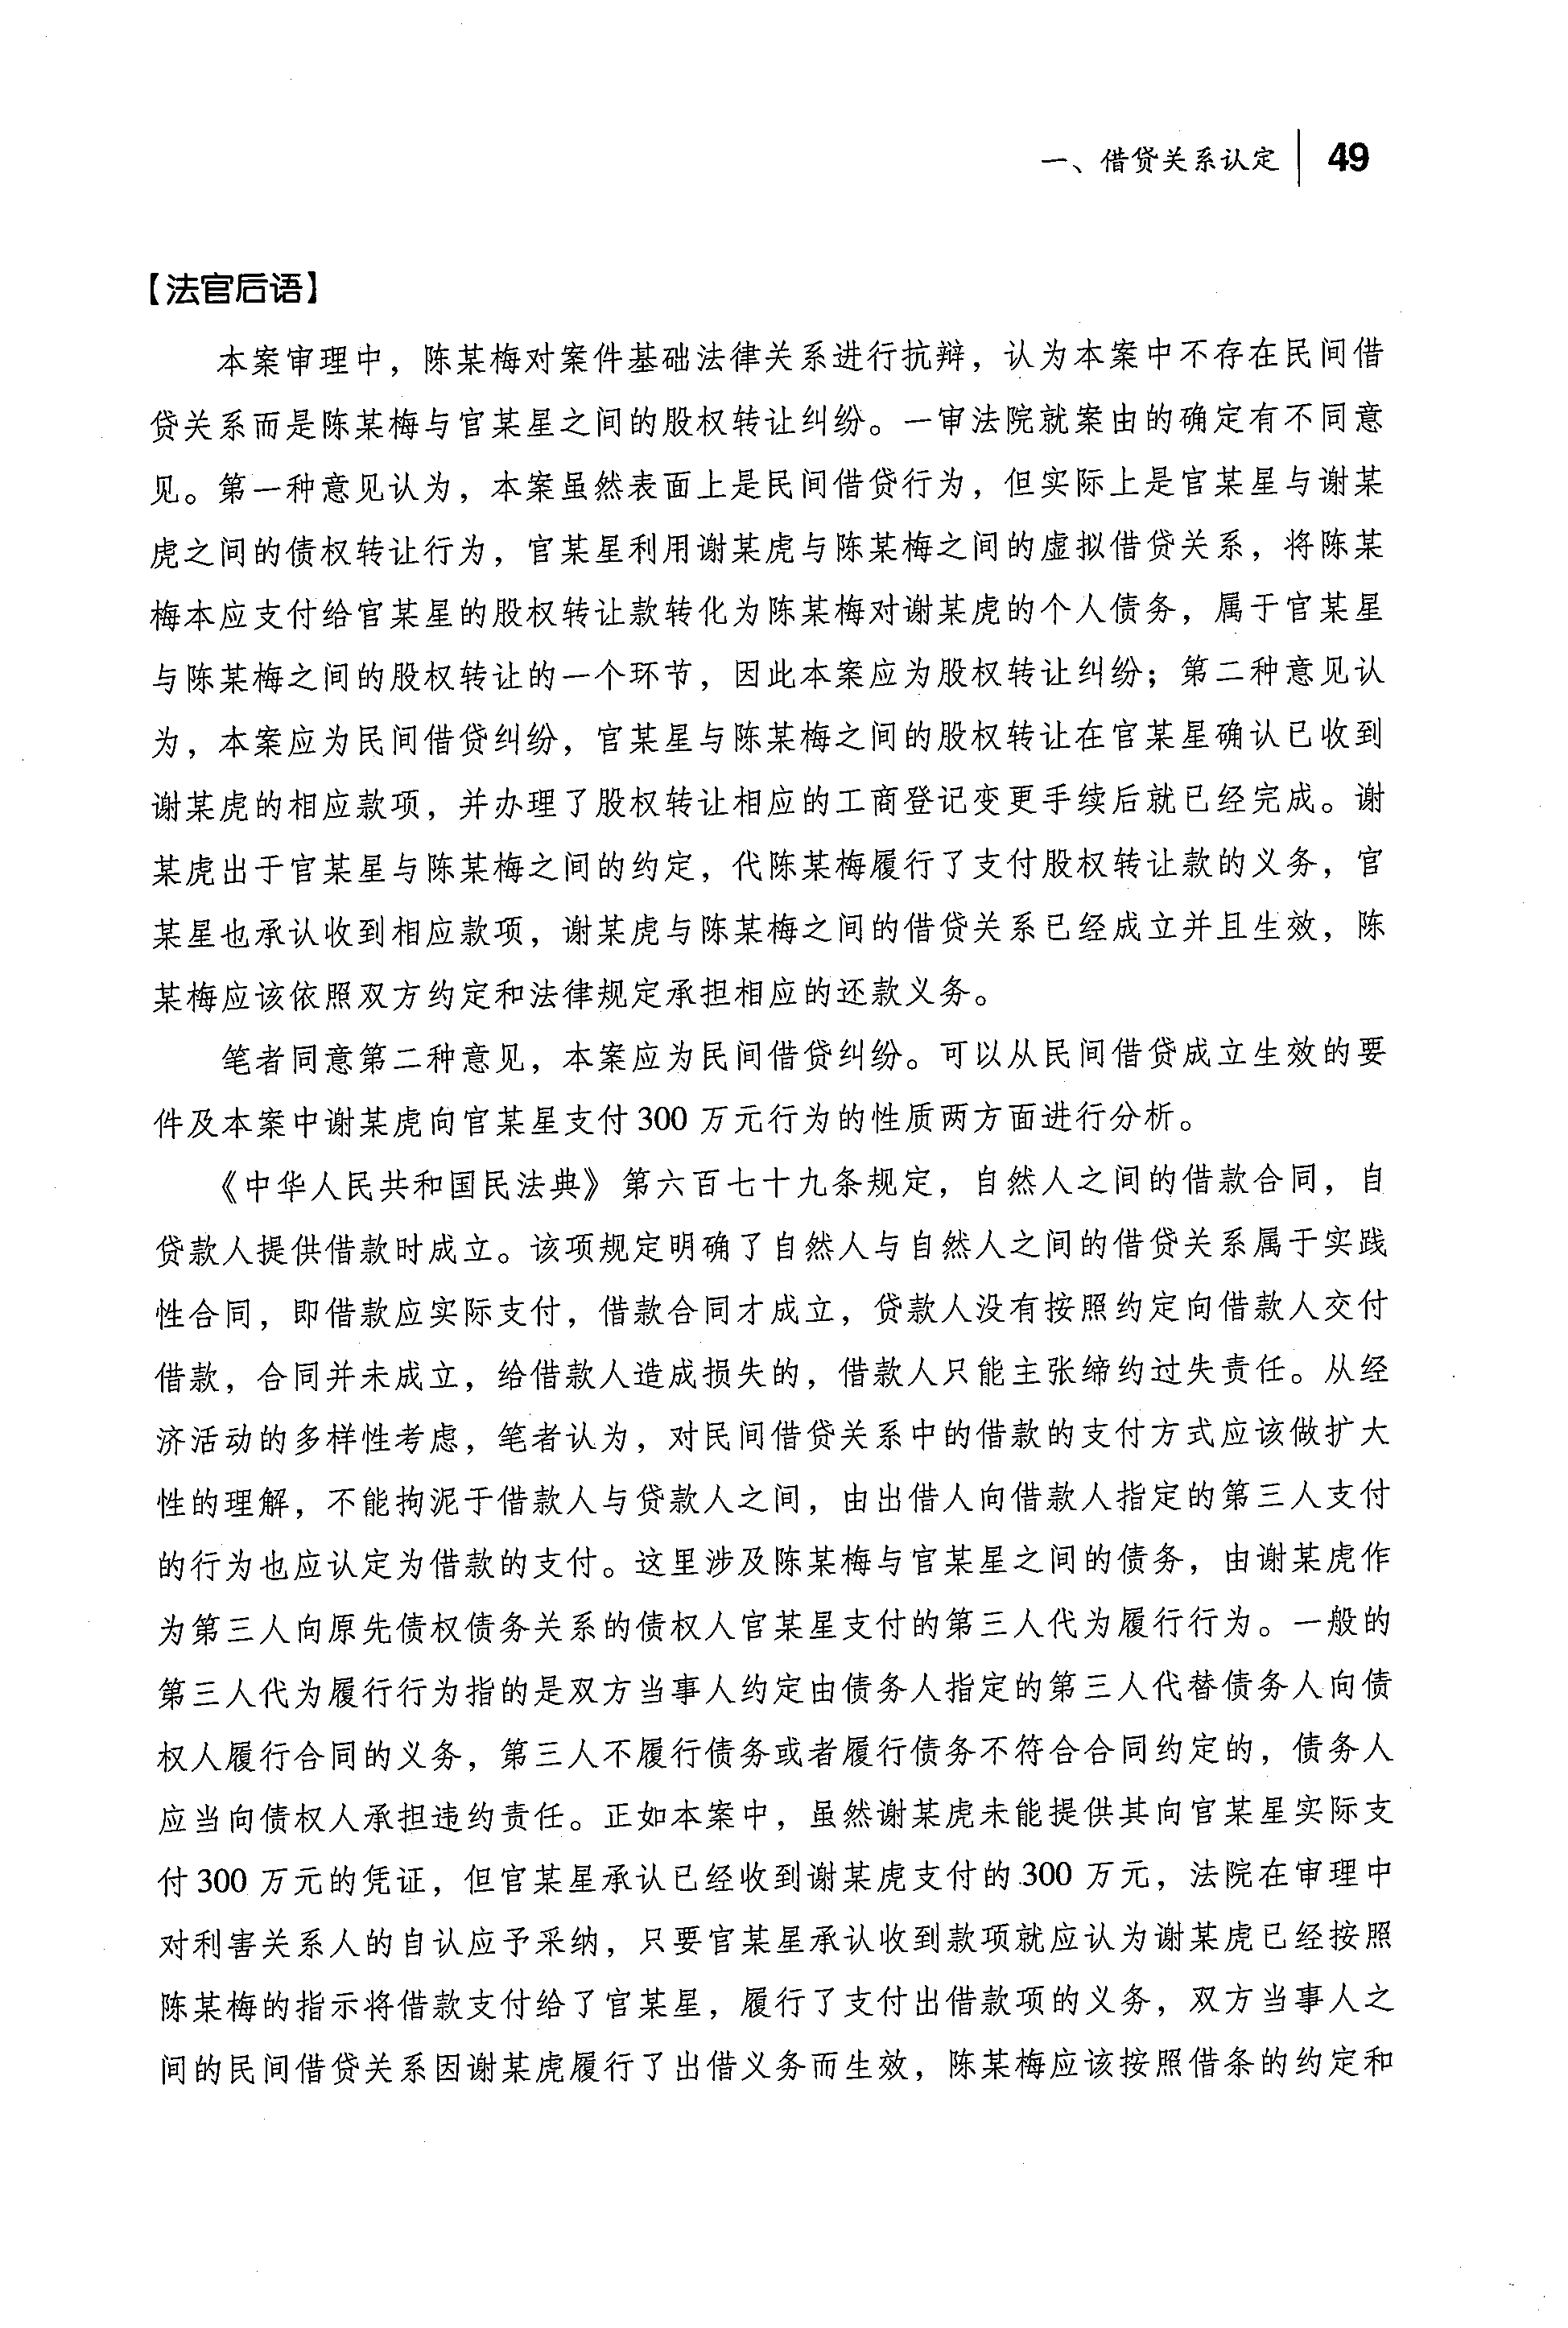 一、借贷关系认定 49
【法官后语】
本案审理中，陈某梅对案件基础法律关系进行抗辩，认为本案中不存在民间借
贷关系而是陈某梅与官某星之间的股权转让纠纷。一审法院就案由的确定有不同意
见。第一种意见认为，本案虽然表面上是民间借贷行为，但实际上是官某星与谢某
虎之间的债权转让行为，官某星利用谢某虎与陈某梅之间的虚拟借贷关系，将陈某
梅本应支付给官某星的股权转让款转化为陈某梅对谢某虎的个人债务，属于官某星
与陈某梅之间的股权转让的一个环节，因此本案应为股权转让纠纷；第二种意见认
为，本案应为民间借贷纠纷，官某星与陈某梅之间的股权转让在官某星确认已收到
谢某虎的相应款项，并办理了股权转让相应的工商登记变更手续后就已经完成。谢
某虎出于官某星与陈某梅之间的约定，代陈某梅履行了支付股权转让款的义务，官
某星也承认收到相应款项，谢某虎与陈某梅之间的借贷关系已经成立并且生效，陈
某梅应该依照双方约定和法律规定承担相应的还款义务。
笔者同意第二种意见，本案应为民间借贷纠纷。可以从民间借贷成立生效的要
件及本案中谢某虎向官某星支付300万元行为的性质两方面进行分析。
《中华人民共和国民法典》第六百七十九条规定，自然人之间的借款合同，自
贷款人提供借款时成立。该项规定明确了自然人与自然人之间的借贷关系属于实践
性合同，即借款应实际支付，借款合同才成立，贷款人没有按照约定向借款人交付
借款，合同并未成立，给借款人造成损失的，借款人只能主张缔约过失责任。从经
济活动的多样性考虑，笔者认为，对民间借贷关系中的借款的支付方式应该做扩大
性的理解，不能拘泥于借款人与贷款人之间，由出借人向借款人指定的第三人支付
的行为也应认定为借款的支付。这里涉及陈某梅与官某星之间的债务，由谢某虎作
为第三人向原先债权债务关系的债权人官某星支付的第三人代为履行行为。一般的
第三人代为履行行为指的是双方当事人约定由债务人指定的第三人代替债务人向债
权人履行合同的义务，第三人不履行债务或者履行债务不符合合同约定的，债务人
应当向债权人承担违约责任。正如本案中，虽然谢某虎未能提供其向官某星实际支
付300万元的凭证，但官某星承认已经收到谢某虎支付的300万元，法院在审理中
对利害关系人的自认应予采纳，只要官某星承认收到款项就应认为谢某虎已经按照
陈某梅的指示将借款支付给了官某星，履行了支付出借款项的义务，双方当事人之
间的民间借贷关系因谢某虎履行了出借义务而生效，陈某梅应该按照借条的约定和